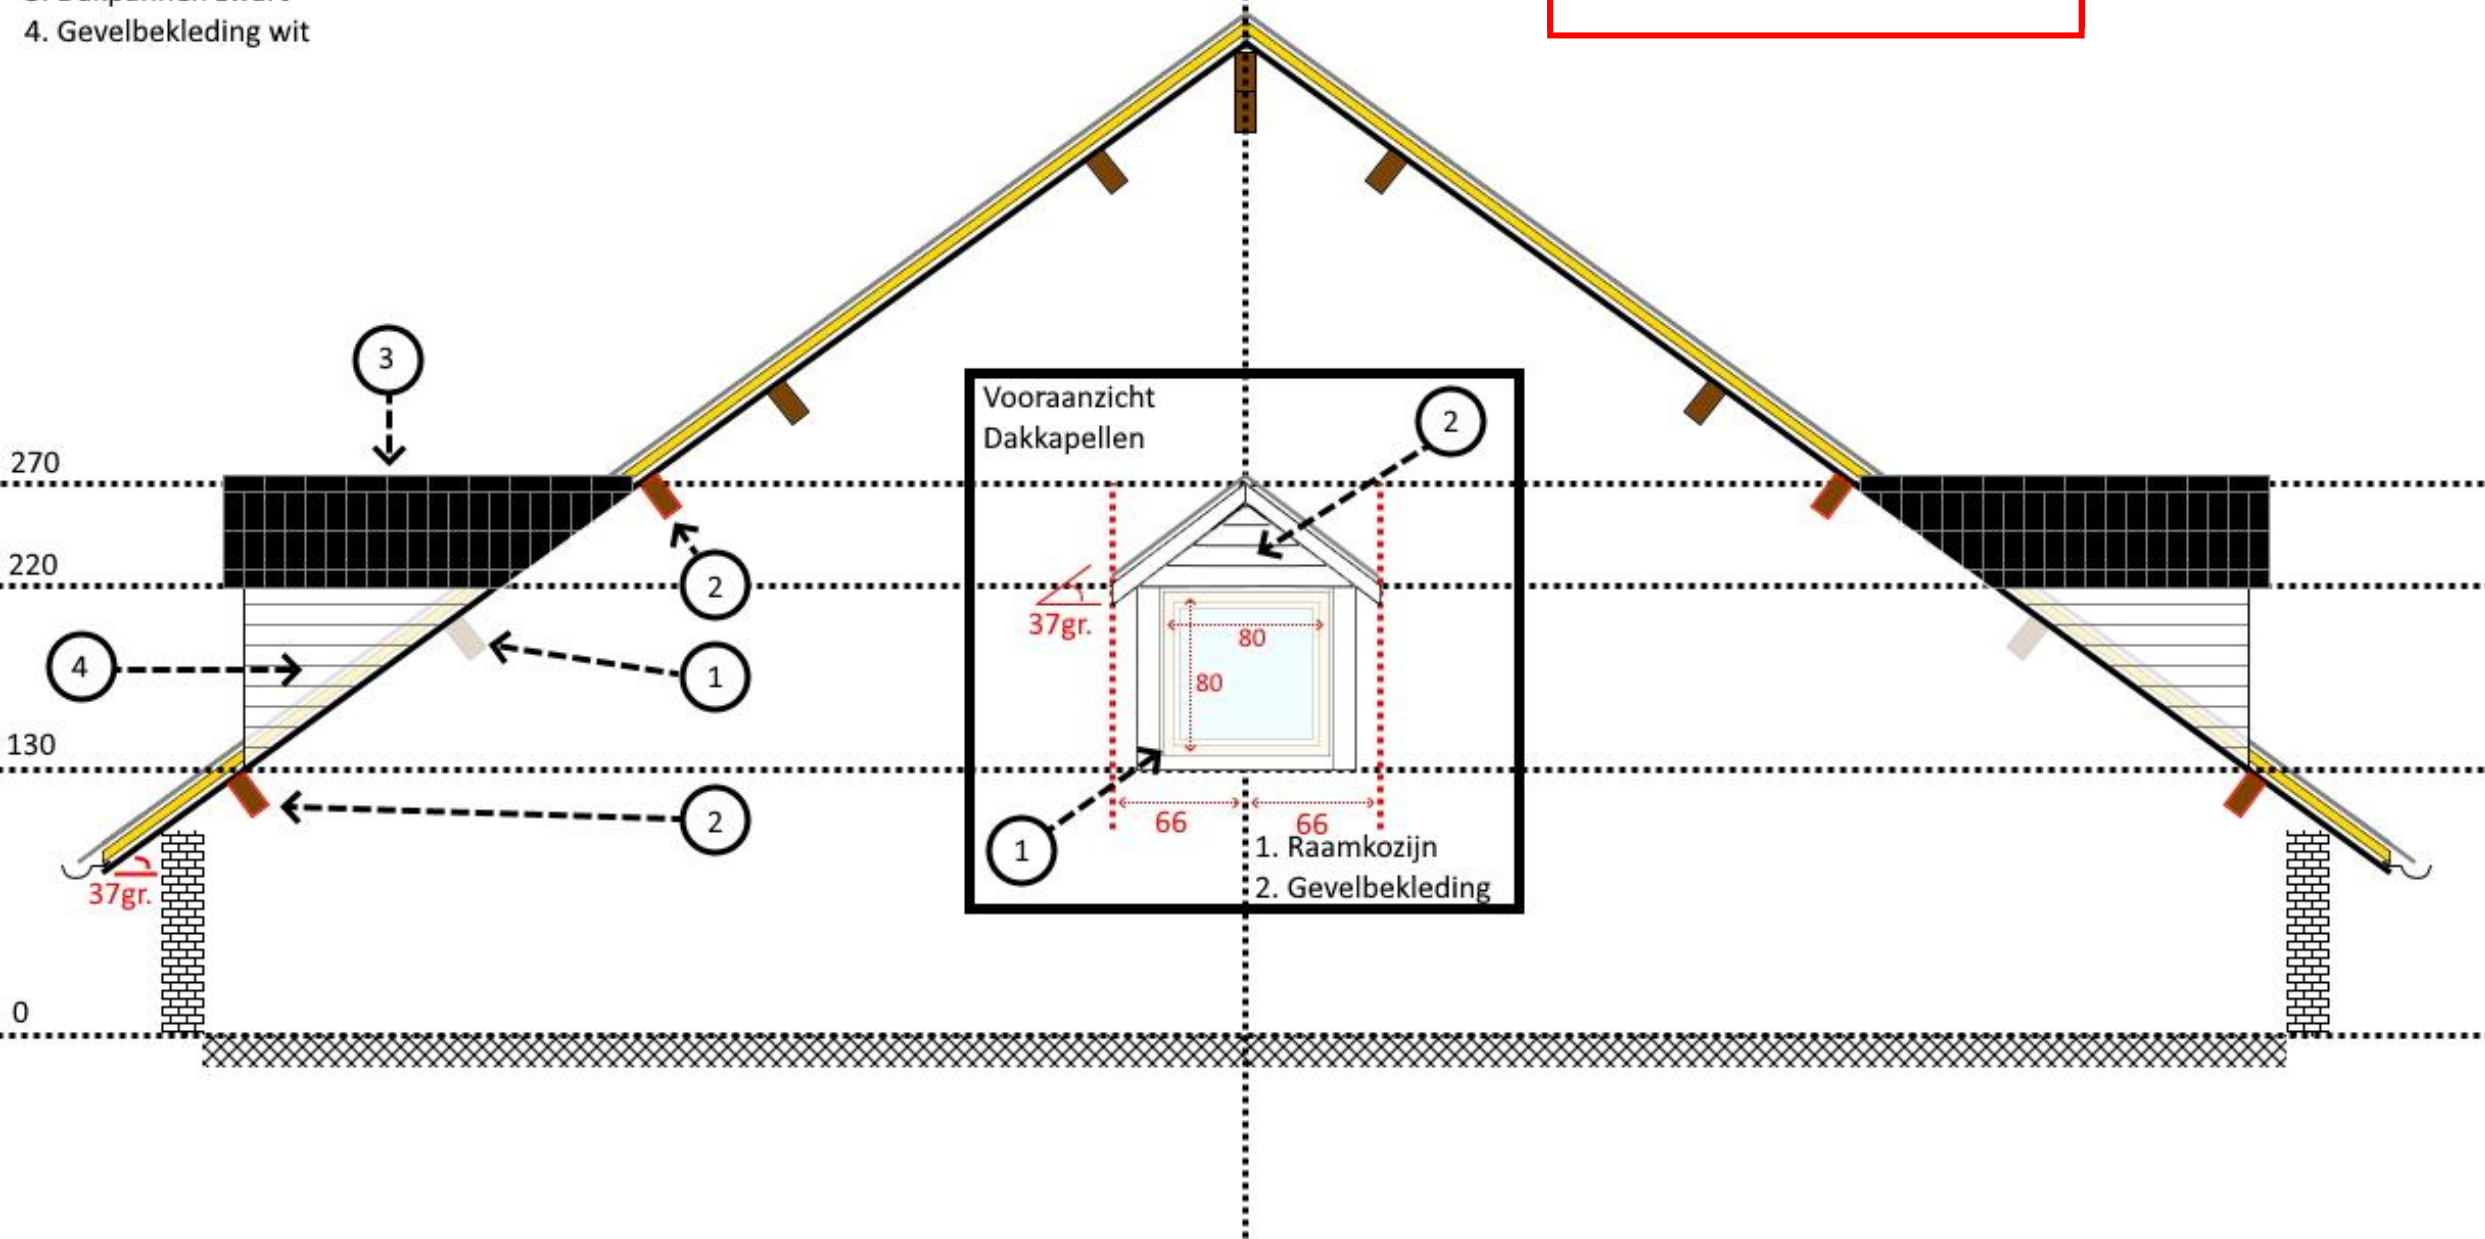 4. Gevelbekleding wit
3
Vooraanzicht
Dakkapellen
2
270
220
2
37gr.
80
4
1
80
130
2
66
66
1
1. Raamkozijn
2. Gevelbekleding
37gr.
0